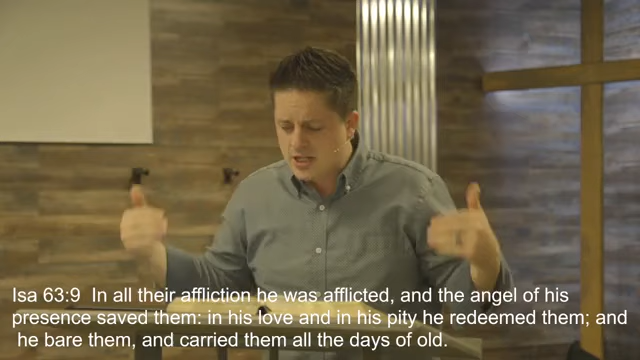 Isa 63:9  In all their affliction he was afflicted, and the angel of his
presence saved them: in his love and in his pity he redeemed them; and
he bare them, and carried them all the days of old.